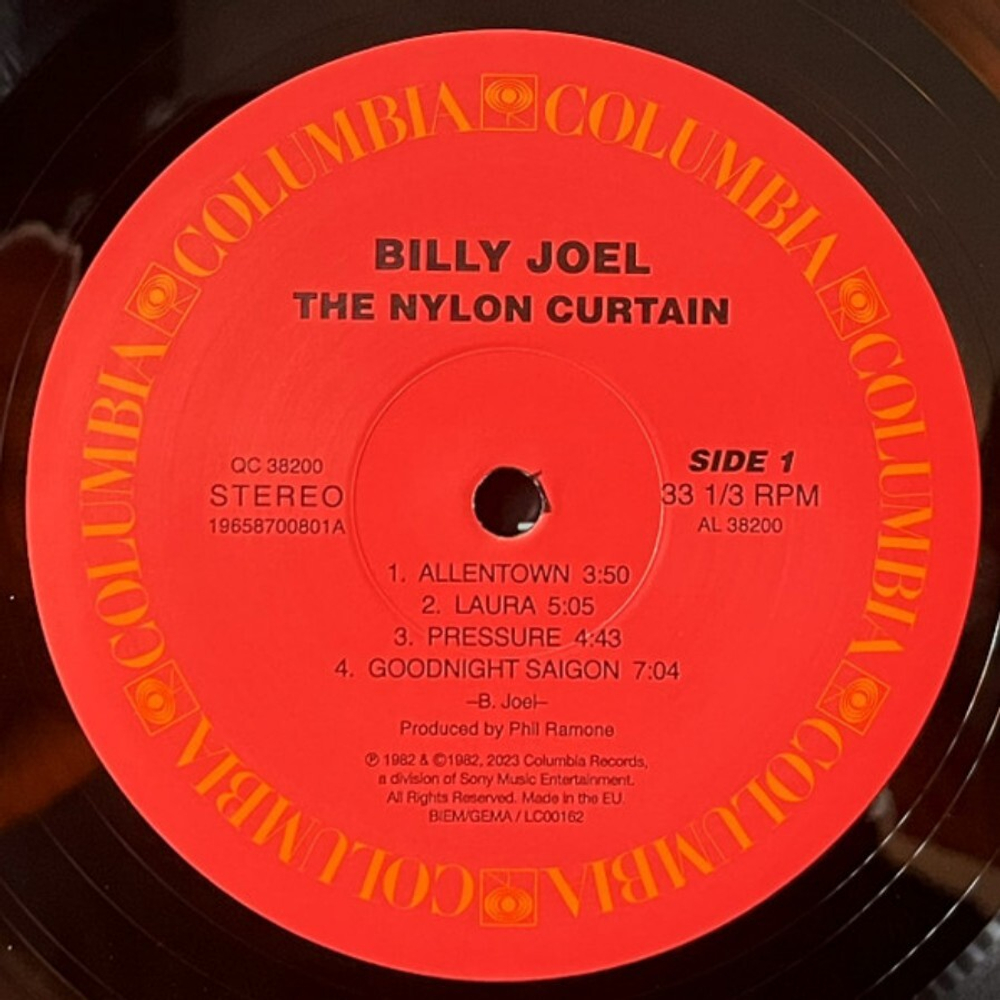 COLUMBIA COLUMBIA COLUMBIA COLUMBIA COLUMBIA COLUMBIA
BILLY JOEL
THE NYLON CURTAIN
QC 38200
STEREO
19658700801A
SIDE 1
33 1/3 RPM
AL 38200
1. ALLENTOWN 3:50
2. LAURA 5:05
3. PRESSURE 4:43
4. GOODNIGHT SAIGON 7:04
–B. Joel–
Produced by Phil Ramone
℗ 1982 & ©1982, 2023 Columbia Records,
a division of Sony Music Entertainment.
All Rights Reserved. Made in the EU.
BIEM/GEMA / LC00162